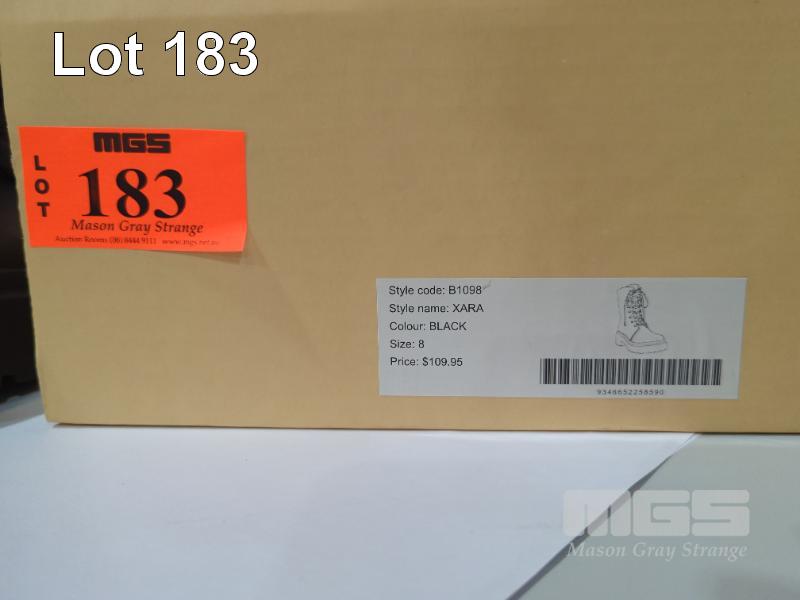 Lot 183
MGS
LOT
183
Mason Gray Strange
Auction Rooms (08) 8444 9111 www.mgs.net.au
Style code: B1098
Style name: XARA
Colour: BLACK
Size: 8
Price: $109.95
9348652258590
MGS
Mason Gray Strange